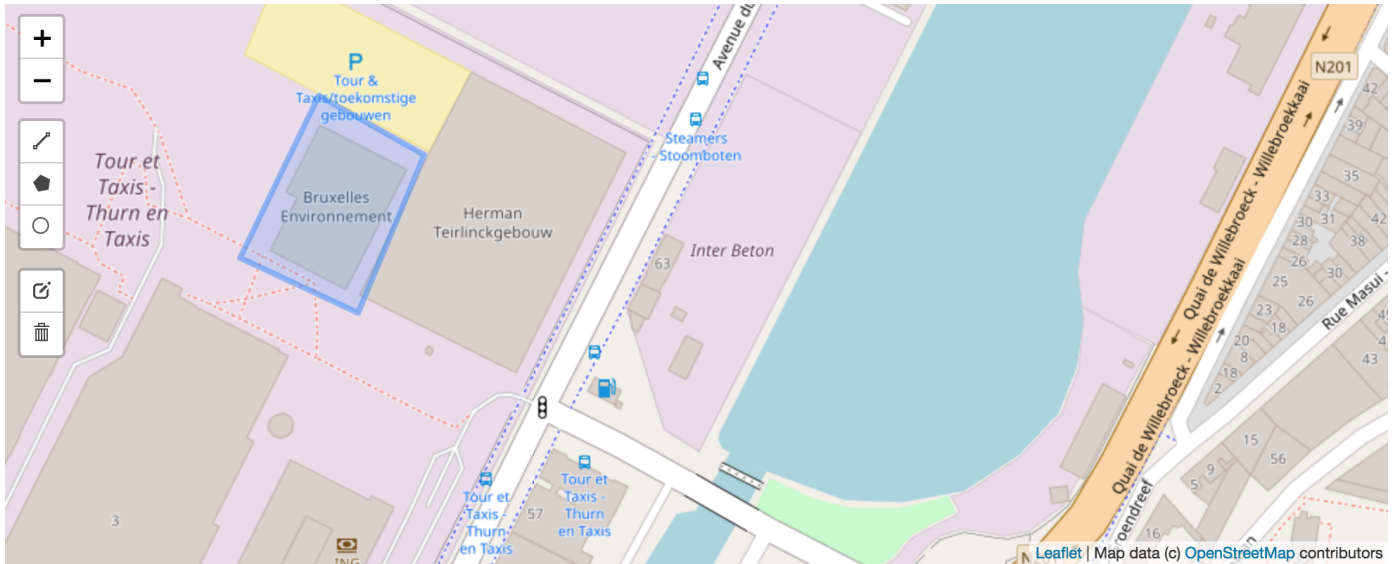 +
−
P
Tour &
Taxis/toekomstige
gebouwen
Avenue du
N201
Steamers
- Stoomboten
Tour et
Taxis -
Thurn en
Taxis
Bruxelles
Environnement
Herman
Teirlinckgebouw
Inter Beton
63
Quai de Willebroeck - Willebroekkaai
Quai de Willebroeck - Willebroekkaai
42
39
35
33
31
30
28
26
42
38
30
25
26
23
18
20
8
18
2
Rue Masui -
43
15
56
9
5
16
3
ING
57
Tour et
Taxis -
Thurn
en Taxis
Tour et
Taxis -
Thurn
en Taxis
Leaflet | Map data (c) OpenStreetMap contributors